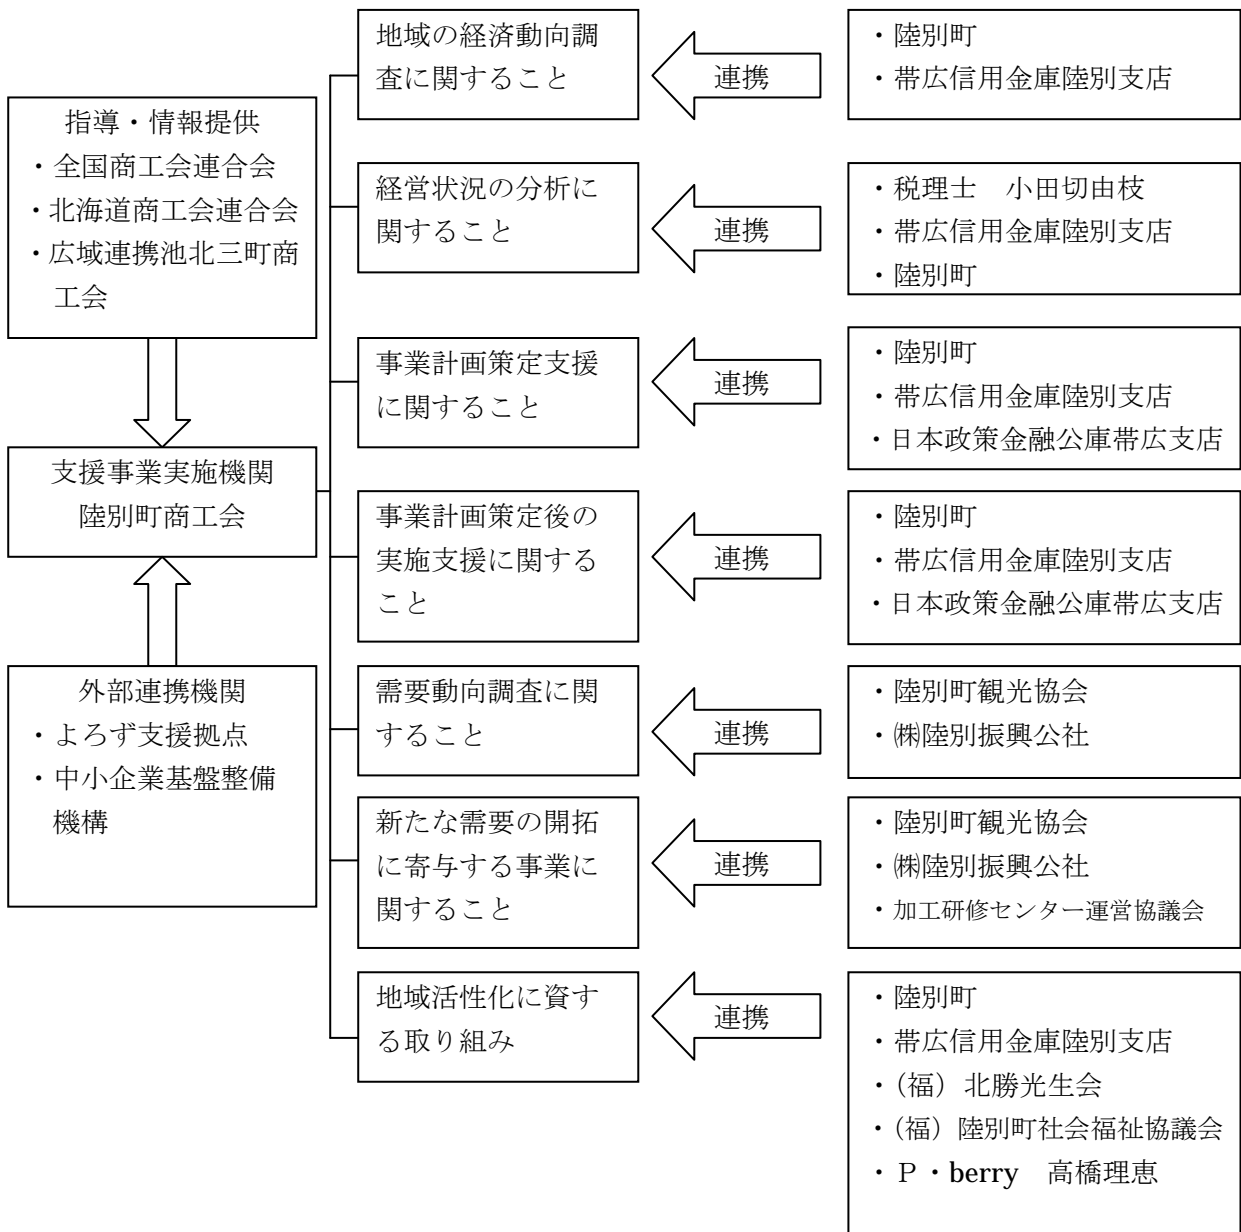 指導・情報提供
・全国商工会連合会
・北海道商工会連合会
・広域連携池北三町商
工会
支援事業実施機関
陸別町商工会
外部連携機関
・よろず支援拠点
・中小企業基盤整備
機構
地域の経済動向調
査に関すること
連携
・陸別町
・帯広信用金庫陸別支店
経営状況の分析に
関すること
連携
・税理士　小田切由枝
・帯広信用金庫陸別支店
・陸別町
事業計画策定支援
に関すること
連携
・陸別町
・帯広信用金庫陸別支店
・日本政策金融公庫帯広支店
事業計画策定後の
実施支援に関する
こと
連携
・陸別町
・帯広信用金庫陸別支店
・日本政策金融公庫帯広支店
需要動向調査に関
すること
連携
・陸別町観光協会
・㈱陸別振興公社
新たな需要の開拓
に寄与する事業に
関すること
連携
・陸別町観光協会
・㈱陸別振興公社
・加工研修センター運営協議会
地域活性化に資す
る取り組み
連携
・陸別町
・帯広信用金庫陸別支店
・(福）北勝光生会
・(福）陸別町社会福祉協議会
・Ｐ・berry　高橋理恵